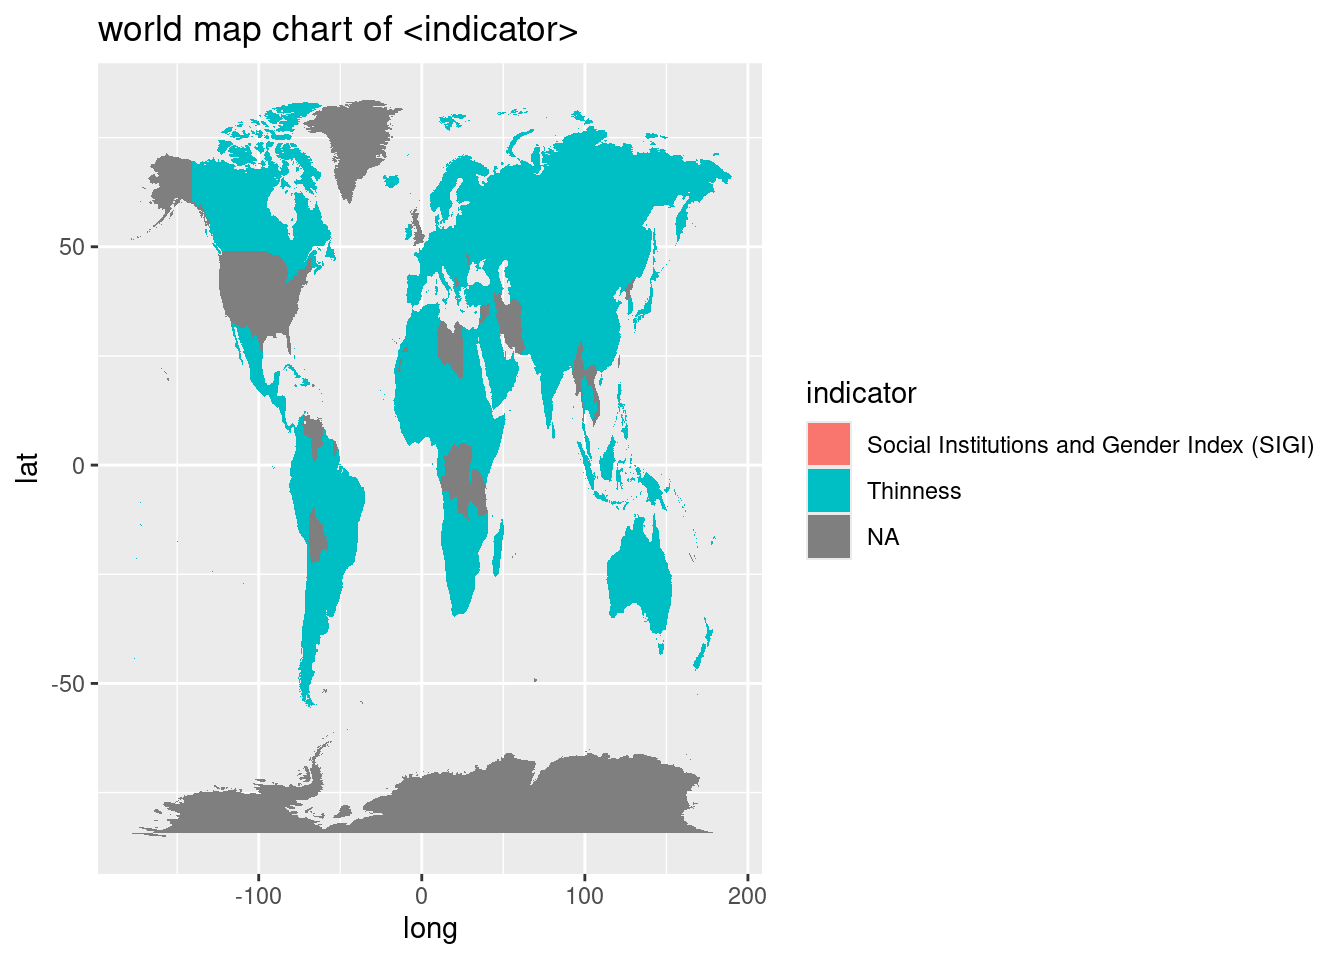 world map chart of <indicator>
50
0
-50
lat
-100
0
100
200
long
indicator
Social Institutions and Gender Index (SIGI)
Thinness
NA